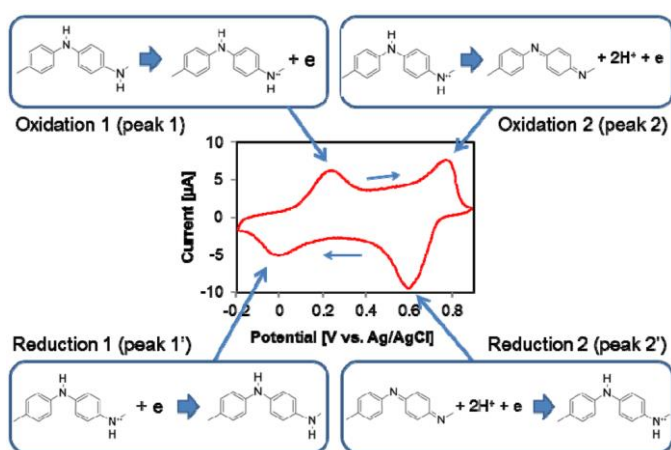 H
N
N
H
H
N
N··
H
+ e
H
N
N··
H
N
N
+ 2H⁺ + e
Oxidation 1 (peak 1)
Oxidation 2 (peak 2)
10
5
0
-5
-10
Current [µA]
-0.2 0 0.2 0.4 0.6 0.8
Potential [V vs. Ag/AgCl]
Reduction 1 (peak 1')
Reduction 2 (peak 2')
H
N
N··
H
+ e
H
N
N
H
N
N
+ 2H⁺ + e
H
N
N··
H